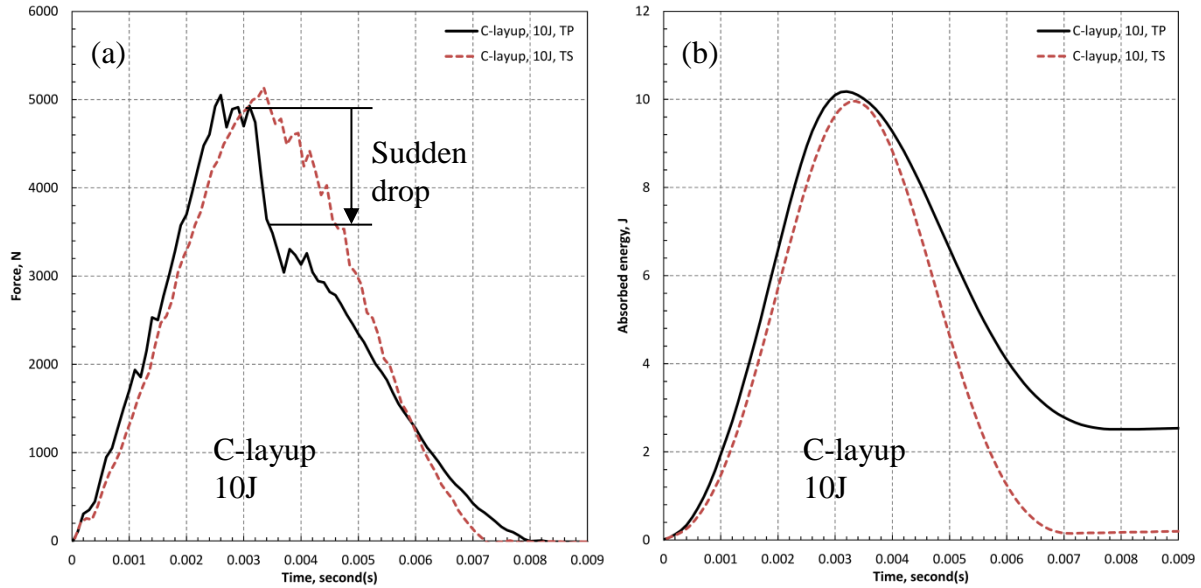 (a)
C-layup, 10J, TP
C-layup, 10J, TS
6000
5000
4000
3000
2000
1000
0
Force, N
Sudden
drop
C-layup
10J
0 0.001 0.002 0.003 0.004 0.005 0.006 0.007 0.008 0.009
Time, second(s)
(b)
C-layup, 10J, TP
C-layup, 10J, TS
12
10
8
6
4
2
0
Absorbed energy, J
C-layup
10J
0 0.001 0.002 0.003 0.004 0.005 0.006 0.007 0.008 0.009
Time, second(s)